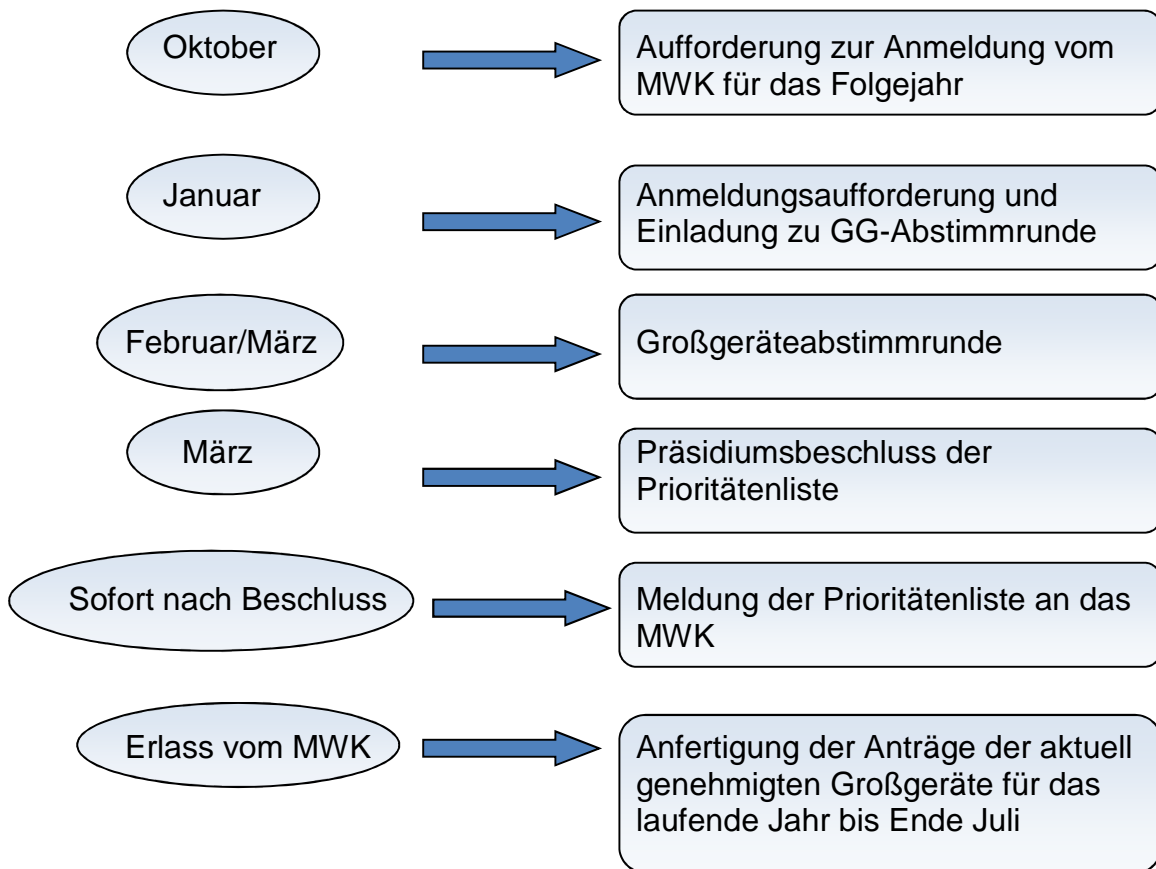 Oktober
Aufforderung zur Anmeldung vom
MWK für das Folgejahr
Januar
Anmeldungsaufforderung und
Einladung zu GG-Abstimmrunde
Februar/März
Großgeräteabstimmrunde
März
Präsidiumsbeschluss der
Prioritätenliste
Sofort nach Beschluss
Meldung der Prioritätenliste an das
MWK
Erlass vom MWK
Anfertigung der Anträge der aktuell
genehmigten Großgeräte für das
laufende Jahr bis Ende Juli